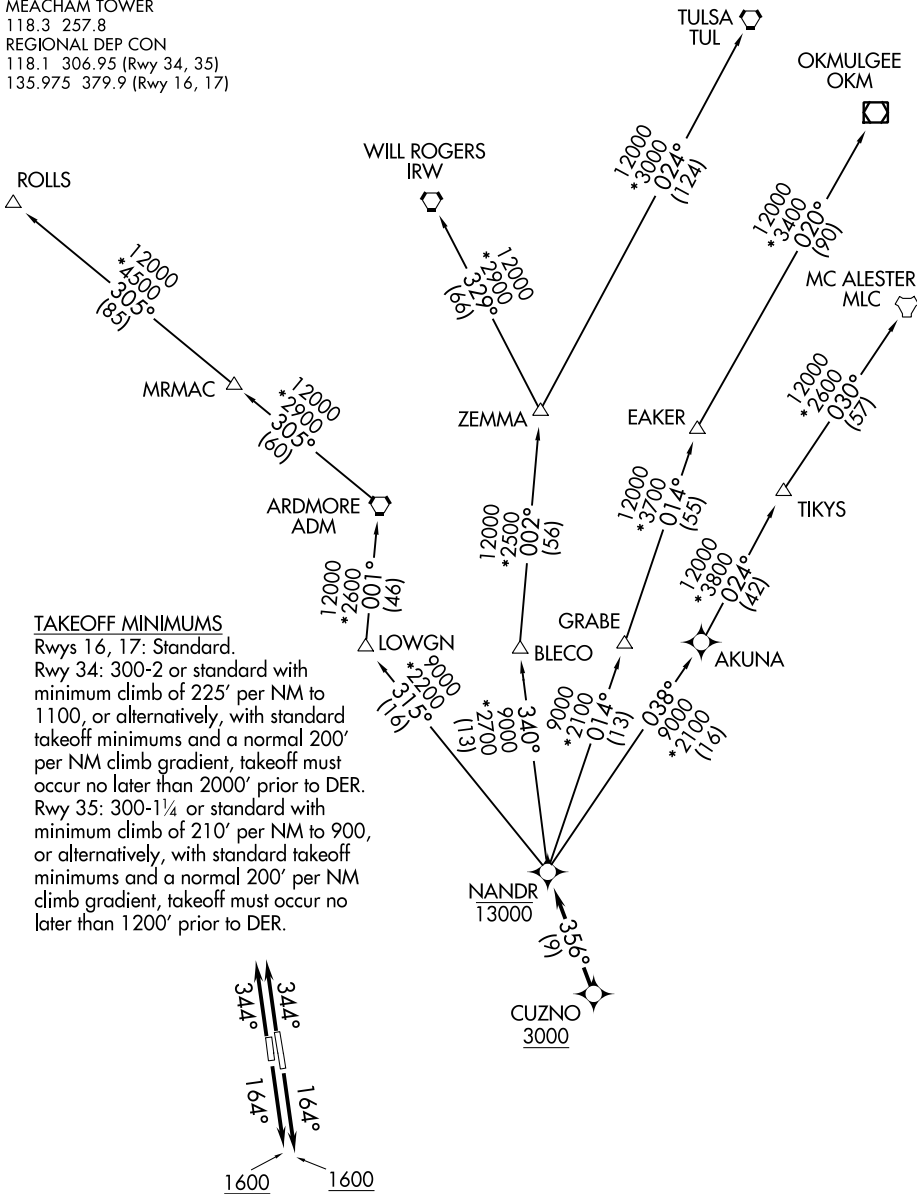 MEACHAM TOWER
118.3 257.8
REGIONAL DEP CON
118.1 306.95 (Rwy 34, 35)
135.975 379.9 (Rwy 16, 17)
TULSA
TUL
OKMULGEE
OKM
WILL ROGERS
IRW
ROLLS
12000
*3000
024°
(124)
12000
*3400
020°
(90)
MC ALESTER
MLC
12000
*4500
305°
(85)
12000
*2900
329°
(66)
12000
*2600
030°
(57)
MRMAC
ZEMMA
EAKER
12000
*2900
305°
(60)
TIKYS
ARDMORE
ADM
12000
*2500
002°
(56)
12000
*3700
014°
(55)
12000
*3800
024°
(42)
12000
*2600
001°
(46)
LOWGN
BLECO
GRABE
AKUNA
9000
*2200
315°
(16)
340°
9000
*2700
(13)
9000
*2100
014°
(13)
038°
9000
*2100
(16)
TAKEOFF MINIMUMS
Rwys 16, 17: Standard.
Rwy 34: 300-2 or standard with
minimum climb of 225' per NM to
1100, or alternatively, with standard
takeoff minimums and a normal 200'
per NM climb gradient, takeoff must
occur no later than 2000' prior to DER.
Rwy 35: 300-1¼ or standard with
minimum climb of 210' per NM to 900,
or alternatively, with standard takeoff
minimums and a normal 200' per NM
climb gradient, takeoff must occur no
later than 1200' prior to DER.
NANDR
13000
356°
(9)
CUZNO
3000
344°
344°
164°
164°
1600
1600